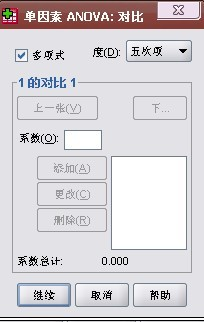 单因素 ANOVA: 对比
多项式 度(D): 五次项
1 的对比 1
上一张(V) 下...
系数(O):
添加(A)
更改(C)
删除(R)
系数总计: 0.000
继续 取消 帮助